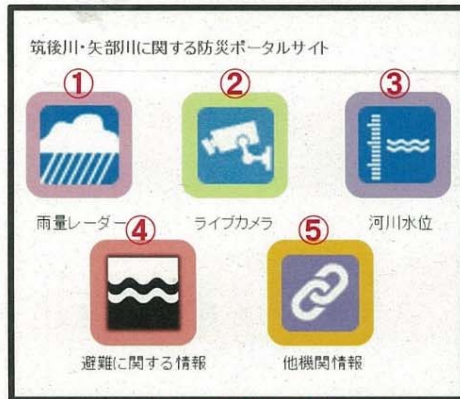 筑後川・矢部川に関する防災ポータルサイト
① ② ③
雨量レーダー ライブカメラ 河川水位
④ ⑤
避難に関する情報 他機関情報